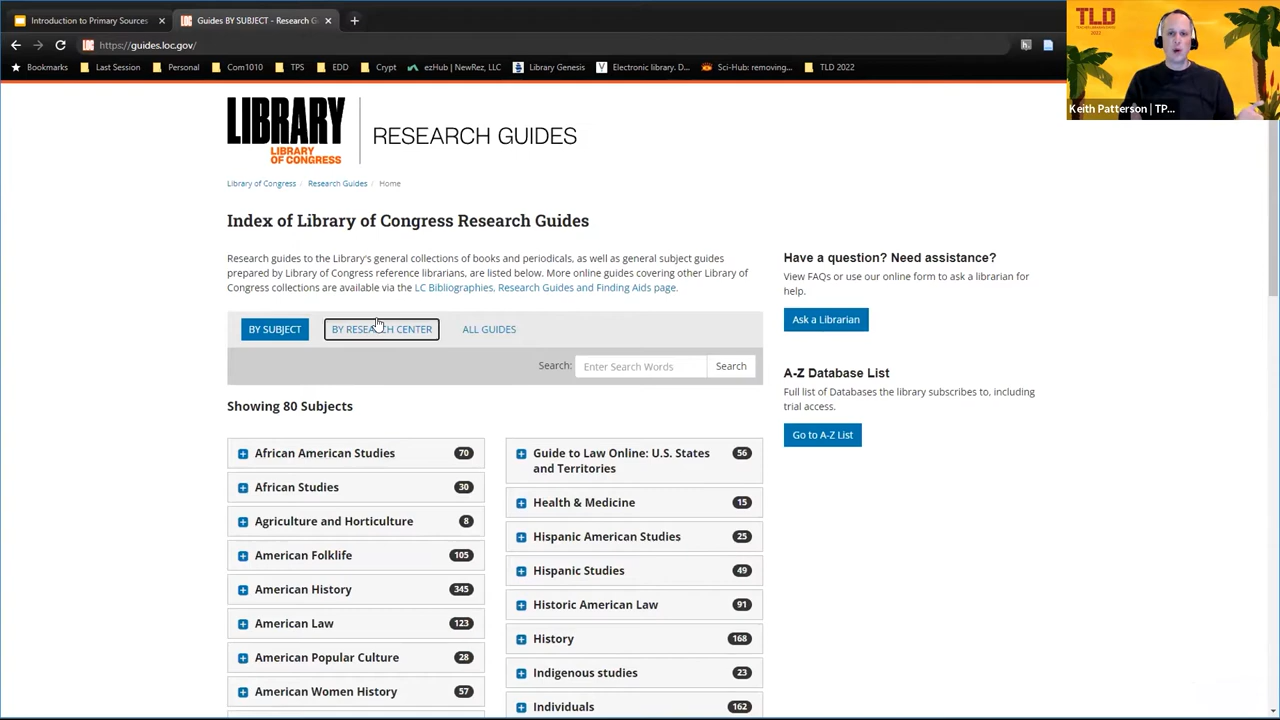 Introduction to Primary Sources
Guides BY SUBJECT - Research G
https://guides.loc.gov/
Bookmarks
Last Session
Personal
Com1010
TPS
EDD
Crypt
ezHub | NewRez, LLC
Library Genesis
Electronic library. D...
Sci-Hub: removing...
TLD 2022
TLD
2022
Keith Patterson | TP...
LIBRARY
LIBRARY
OF CONGRESS
RESEARCH GUIDES
Library of Congress / Research Guides / Home
Index of Library of Congress Research Guides
Research guides to the Library's general collections of books and periodicals, as well as general subject guides
prepared by Library of Congress reference librarians, are listed below. More online guides covering other Library of
Congress collections are available via the LC Bibliographies, Research Guides and Finding Aids page.
BY SUBJECT
BY RESEARCH CENTER
ALL GUIDES
Search:
Enter Search Words
Search
Showing 80 Subjects
African American Studies 70
African Studies 30
Agriculture and Horticulture 8
American Folklife 105
American History 345
American Law 123
American Popular Culture 28
American Women History 57
Guide to Law Online: U.S. States 56
and Territories
Health & Medicine 15
Hispanic American Studies 25
Hispanic Studies 49
Historic American Law 91
History 168
Indigenous studies 23
Individuals 162
Have a question? Need assistance?
View FAQs or use our online form to ask a librarian for
help.
Ask a Librarian
A-Z Database List
Full list of Databases the library subscribes to, including
trial access.
Go to A-Z List